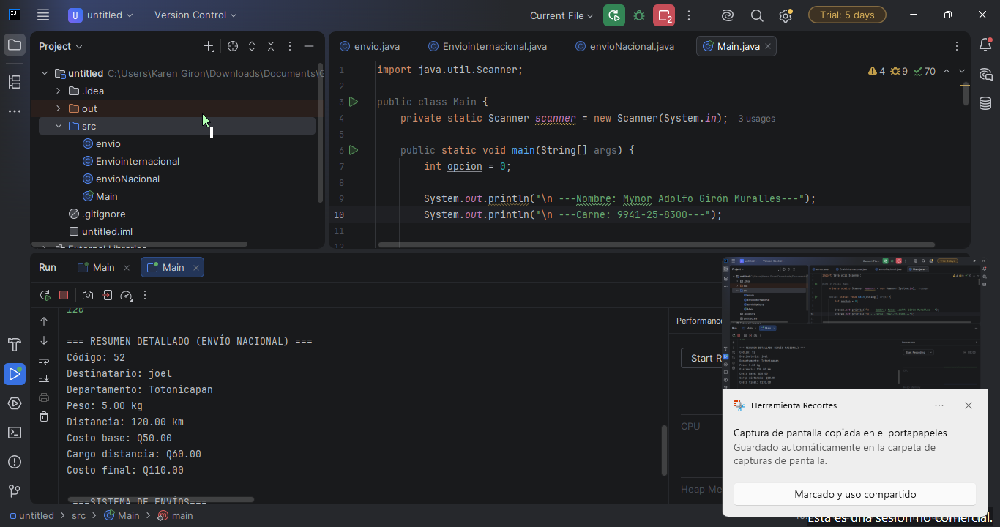 U untitled Version Control Current File 2 Trial: 5 days
Project
envio.java Enviointernacional.java envioNacional.java Main.java
untitled C:\Users\Karen Giron\Downloads\Documents\G
.idea
out
src
envio
Enviointernacional
envioNacional
Main
.gitignore
untitled.iml
4 9 70
1 import java.util.Scanner;
2
3 public class Main {
4 private static Scanner scanner = new Scanner(System.in); 3 usages
5
6 public static void main(String[] args) {
7 int opcion = 0;
8
9 System.out.println("\n ---Nombre: Mynor Adolfo Girón Muralles---");
10 System.out.println("\n ---Carne: 9941-25-8300---");
11
12
Run Main Main
120
=== RESUMEN DETALLADO (ENVÍO NACIONAL) ===
Código: 52
Destinatario: joel
Departamento: Totonicapan
Peso: 5.00 kg
Distancia: 120.00 km
Costo base: Q50.00
Cargo distancia: Q60.00
Costo final: Q110.00
===SISTEMA DE ENVÍOS===
Performance
Start R
CPU
Heap Me
Herramienta Recortes
Captura de pantalla copiada en el portapapeles
Guardado automáticamente en la carpeta de
capturas de pantalla.
Marcado y uso compartido
untitled > src > Main > main
Esta es una sesión no comercial.